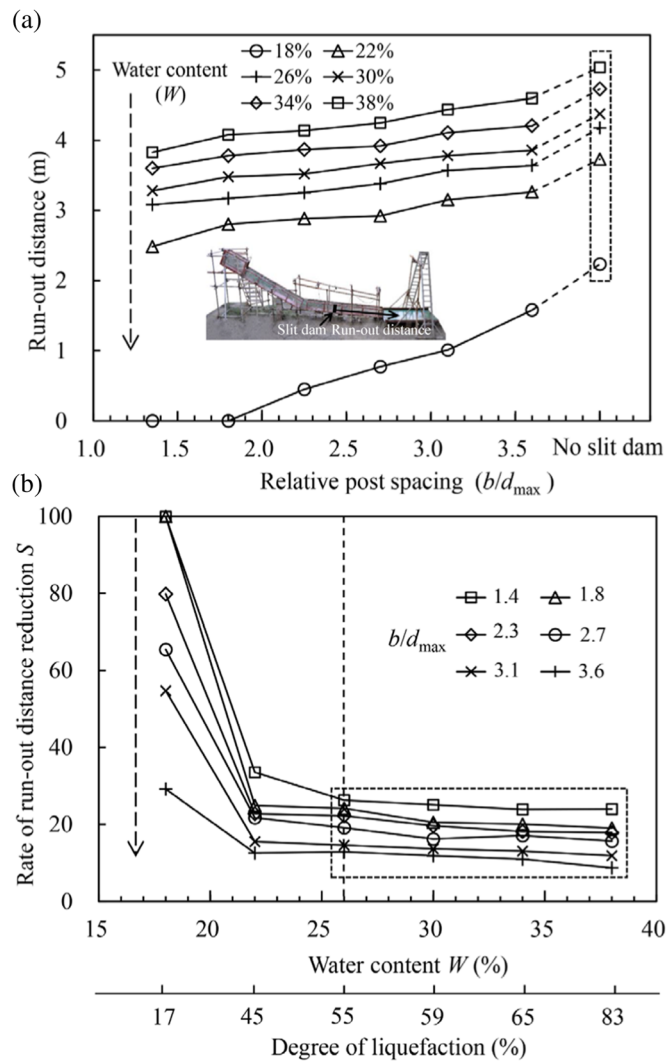 (a)
5
4
3
2
1
0
Run-out distance (m)
Water content
(W)
18% 22%
26% 30%
34% 38%
Slit dam Run-out distance
1.0 1.5 2.0 2.5 3.0 3.5 No slit dam
Relative post spacing (b/dmax )
(b)
100
80
60
40
20
0
Rate of run-out distance reduction S
b/dmax
1.4 1.8
2.3 2.7
3.1 3.6
15 20 25 30 35 40
Water content W (%)
17 45 55 59 65 83
Degree of liquefaction (%)